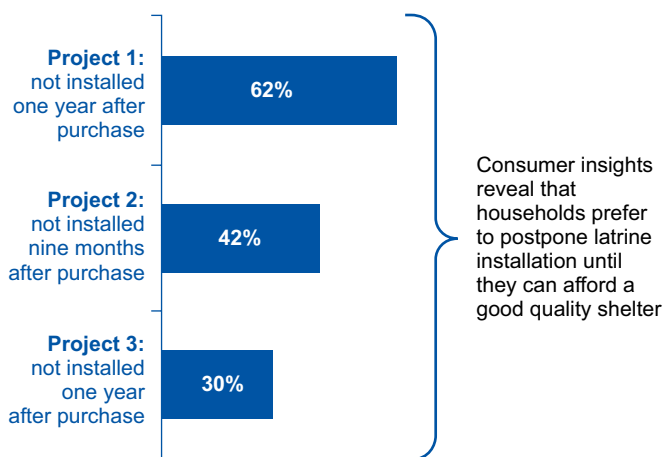 Project 1:
not installed
one year after
purchase
62%
Project 2:
not installed
nine months
after purchase
42%
Project 3:
not installed
one year
after purchase
30%
Consumer insights
reveal that
households prefer
to postpone latrine
installation until
they can afford a
good quality shelter